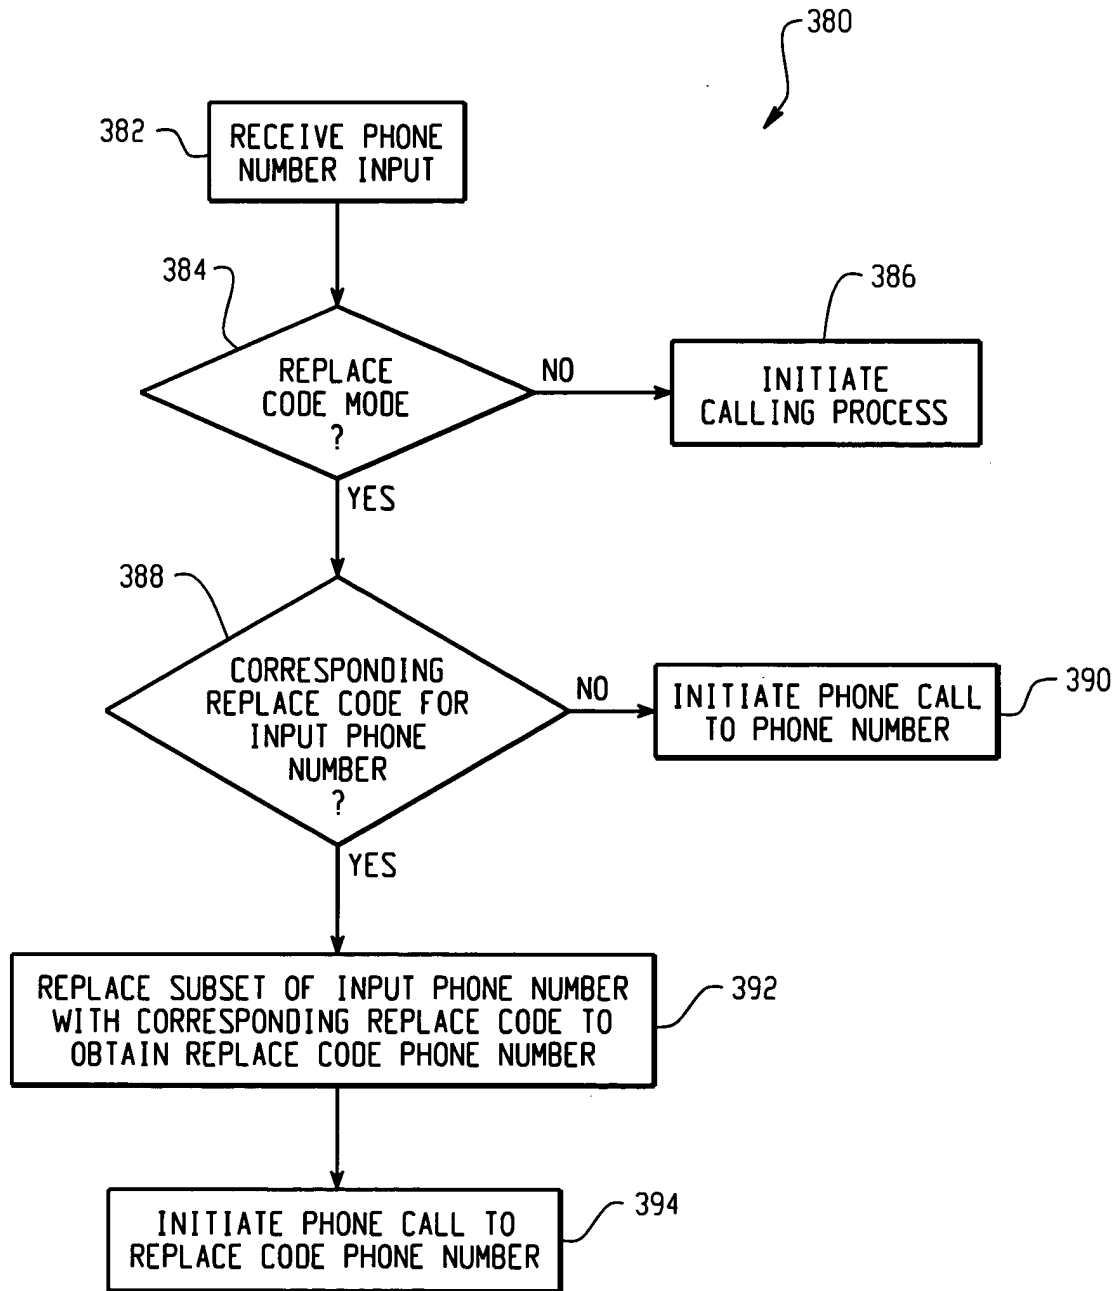 380
382
RECEIVE PHONE
NUMBER INPUT
384
REPLACE
CODE MODE
?
NO
386
INITIATE
CALLING PROCESS
YES
388
CORRESPONDING
REPLACE CODE FOR
INPUT PHONE
NUMBER
?
NO
INITIATE PHONE CALL
TO PHONE NUMBER
390
YES
REPLACE SUBSET OF INPUT PHONE NUMBER
WITH CORRESPONDING REPLACE CODE TO
OBTAIN REPLACE CODE PHONE NUMBER
392
INITIATE PHONE CALL TO
REPLACE CODE PHONE NUMBER
394